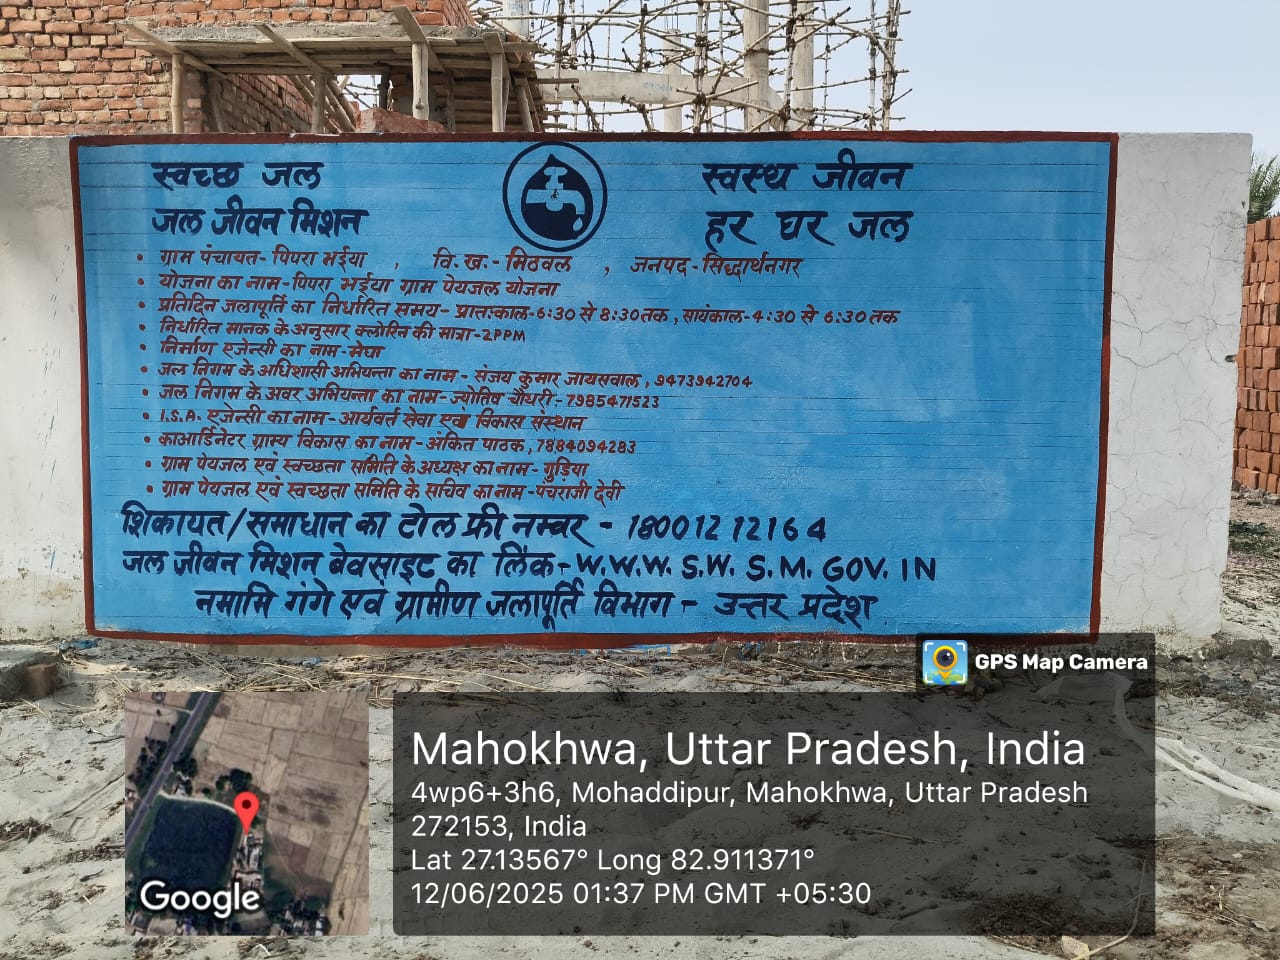 स्वच्छ जल
स्वस्थ जीवन
जल जीवन मिशन
हर घर जल
• ग्राम पंचायत- पिपरा भईया , वि.ख.- मिठवल , जनपद-सिद्धार्थनगर
• योजना का नाम-पिपरा भईया ग्राम पेयजल योजना
• प्रतिदिन जलापूर्ति का निर्धारित समय- प्रातःकाल-6:30 से 8:30 तक , सायंकाल-4:30 से 6:30 तक
• निर्धारित मानक के अनुसार क्लोरिन की मात्रा-2PPM
• निर्माण एजेन्सी का नाम-मेघा
• जल निगम के अधिशासी अभियन्ता का नाम - संजय कुमार जायसवाल , 9473942704
• जल निगम के अवर अभियन्ता का नाम-ज्योतिष चौधरी- 7985471523
• I.S.A. एजेन्सी का नाम-आर्यवर्त सेवा एवं विकास संस्थान
• काआर्डिनेटर ग्राम्य विकास का नाम-अंकित पाठक , 7884094283
• ग्राम पेयजल एवं स्वच्छता समिति के अध्यक्ष का नाम- गुड़िया
• ग्राम पेयजल एवं स्वच्छता समिति के सचिव का नाम-पंचराजी देवी
शिकायत/समाधान का टोल फ्री नम्बर - 180012 12164
जल जीवन मिशन बेवसाइट का लिंक-W.W.W. S.W. S.M. GOV. IN
नमामि गंगे एवं ग्रामीण जलापूर्ति विभाग - उत्तर प्रदेश
GPS Map Camera
Mahokhwa, Uttar Pradesh, India
4wp6+3h6, Mohaddipur, Mahokhwa, Uttar Pradesh
272153, India
Lat 27.13567° Long 82.911371°
12/06/2025 01:37 PM GMT +05:30
Google